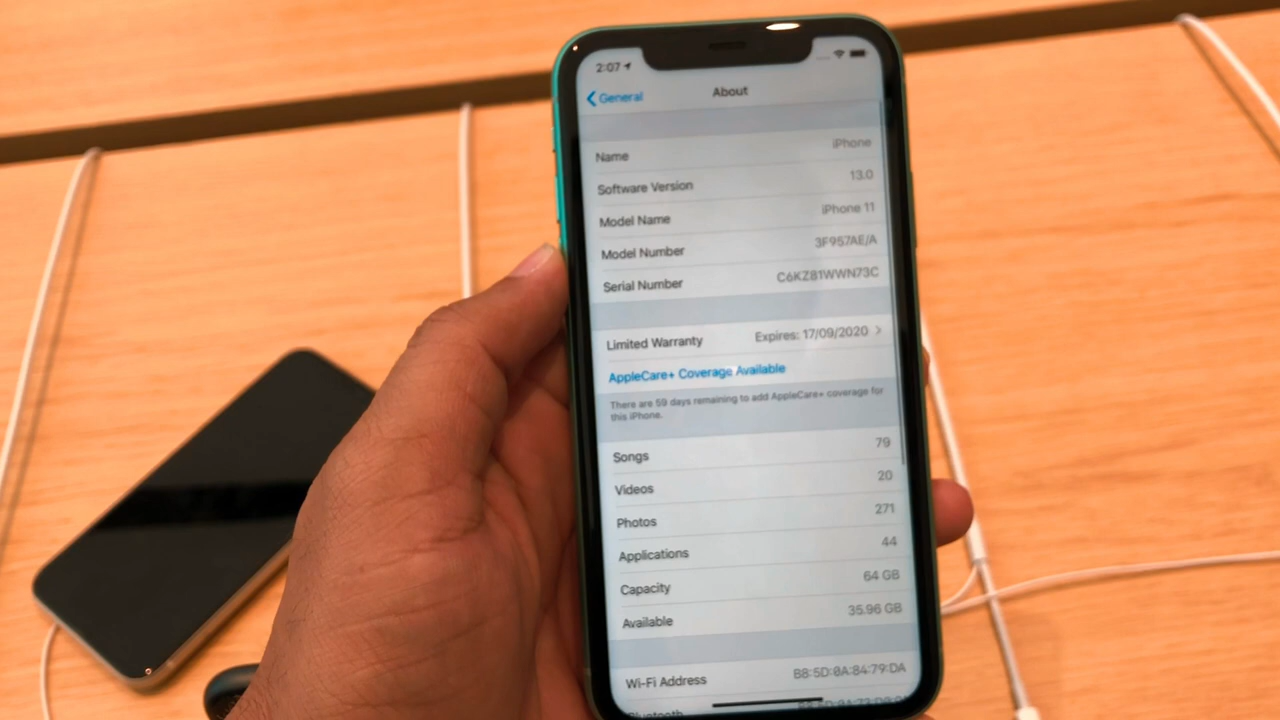 2:07
General About
Name iPhone
Software Version 13.0
Model Name iPhone 11
Model Number 3F957AE/A
Serial Number C6KZ81WWN73C
Limited Warranty Expires: 17/09/2020
AppleCare+ Coverage Available
There are 59 days remaining to add AppleCare+ coverage for
this iPhone.
Songs 79
Videos 20
Photos 271
Applications 44
Capacity 64 GB
Available 35.96 GB
Wi-Fi Address B8:5D:0A:84:79:DA
Bluetooth